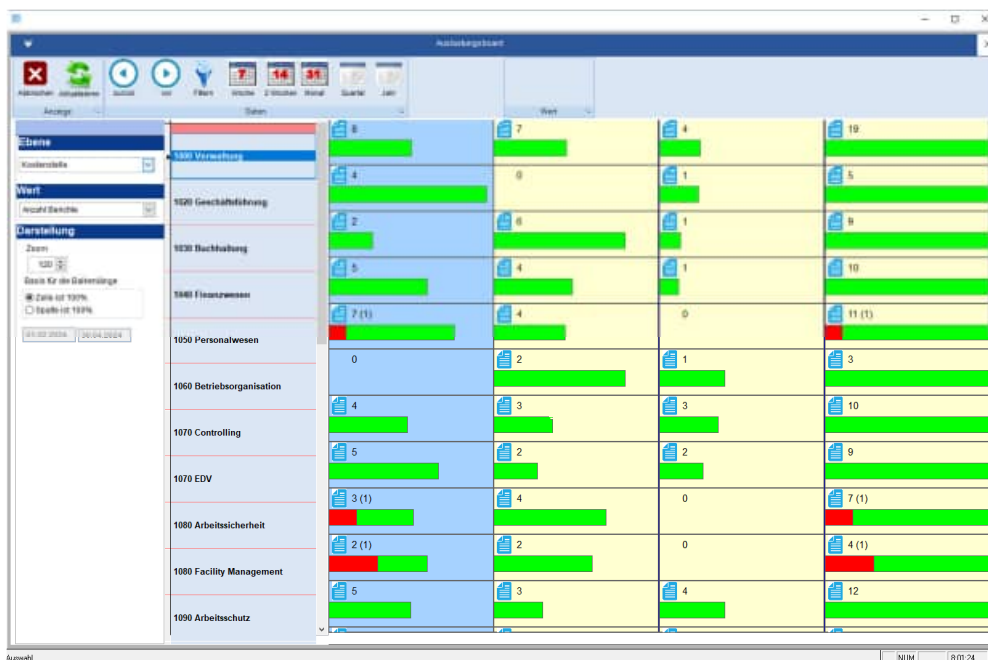 Auslastungsboard
Abbrechen Aktualisieren zurück vor Filtern Woche 2 Wochen Monat Quartal Jahr
7 14 31
Anzeige Daten Wert
Ebene
Kostenstelle
Wert
Anzahl Berichte
Darstellung
Zoom
120
Basis für die Balkenlänge
Zeile ist 100%
Spalte ist 100%
01.02.2024 30.04.2024
1000 Verwaltung 8 7 4 19
1020 Geschäftsführung 4 0 1 5
1030 Buchhaltung 2 6 1 9
1040 Finanzwesen 5 4 1 10
1050 Personalwesen 7 (1) 4 0 11 (1)
1060 Betriebsorganisation 0 2 1 3
1070 Controlling 4 3 3 10
1070 EDV 5 2 2 9
1080 Arbeitssicherheit 3 (1) 4 0 7 (1)
1080 Facility Management 2 (1) 2 0 4 (1)
1090 Arbeitsschutz 5 3 4 12
Auswahl NUM 8:01:24